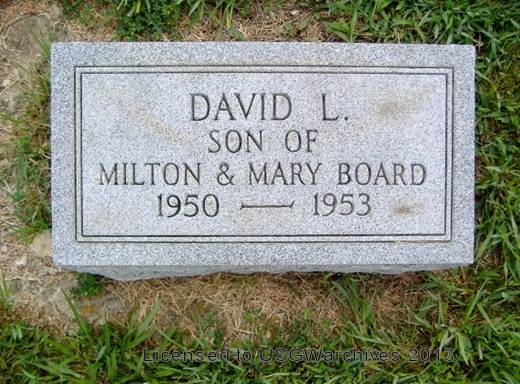 DAVID L.
SON OF
MILTON & MARY BOARD
1950 — 1953
Licensed to USGWarchives 2013